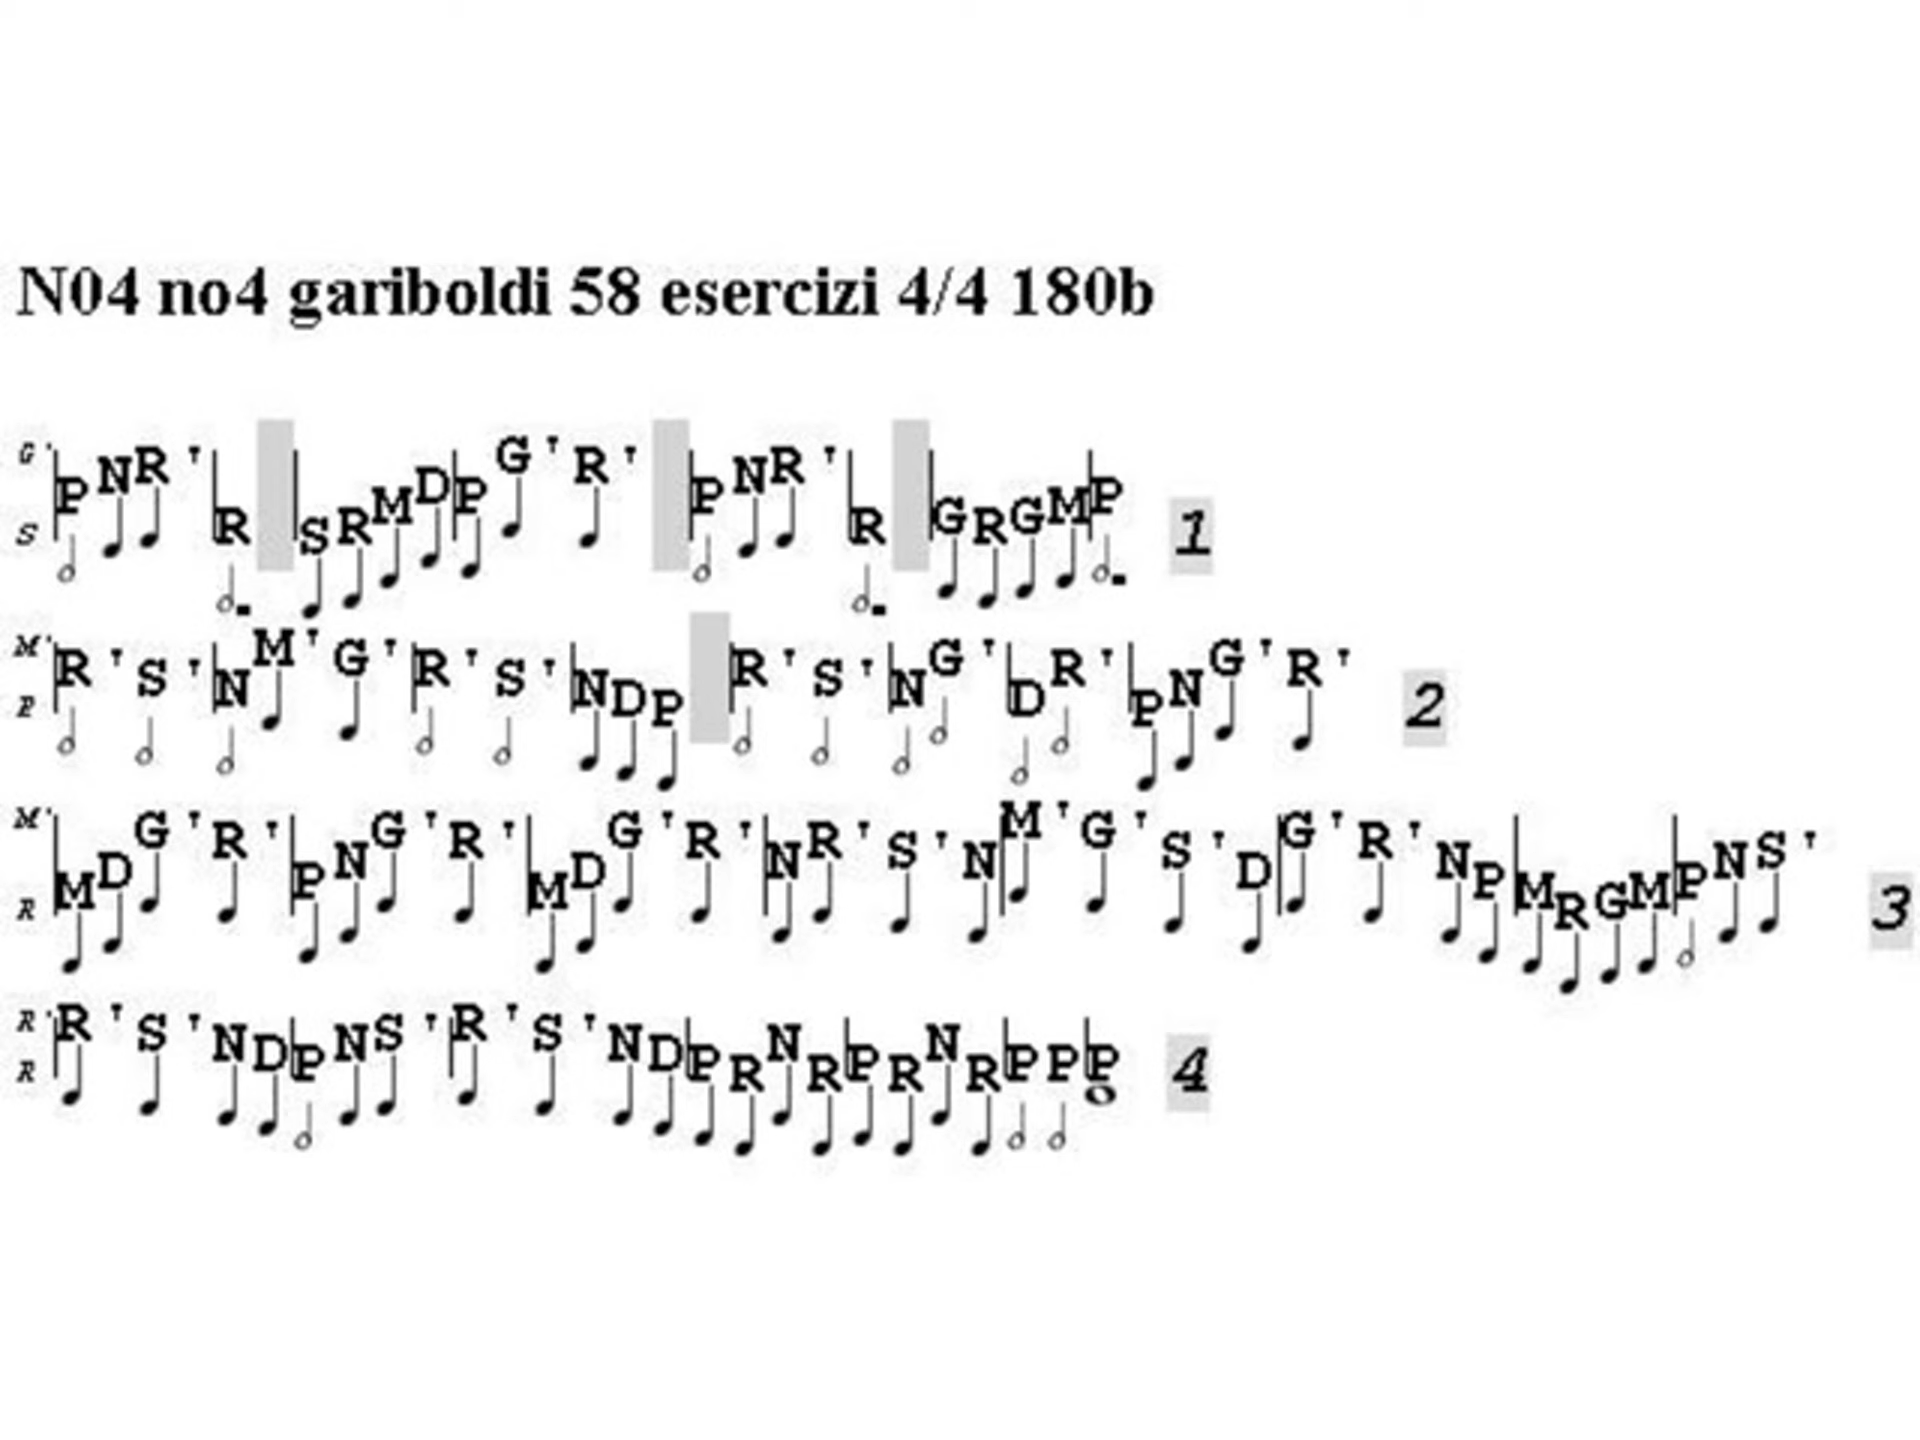 N04 no4 gariboldi 58 esercizi 4/4 180b
G' S P N R ' R S R M D P G ' R ' P N R ' R G R G M P 1
M' P R ' S ' N M ' G ' R ' S ' N D P R ' S ' N G ' D R ' P N G ' R ' 2
M' R M D G ' R ' P N G ' R ' M D G ' R ' N R ' S ' N M ' G ' S ' D G ' R ' N P M R G M P N S ' 3
R' R R ' S ' N D P N S ' R ' S ' N D P R N R P R N R P P P 4